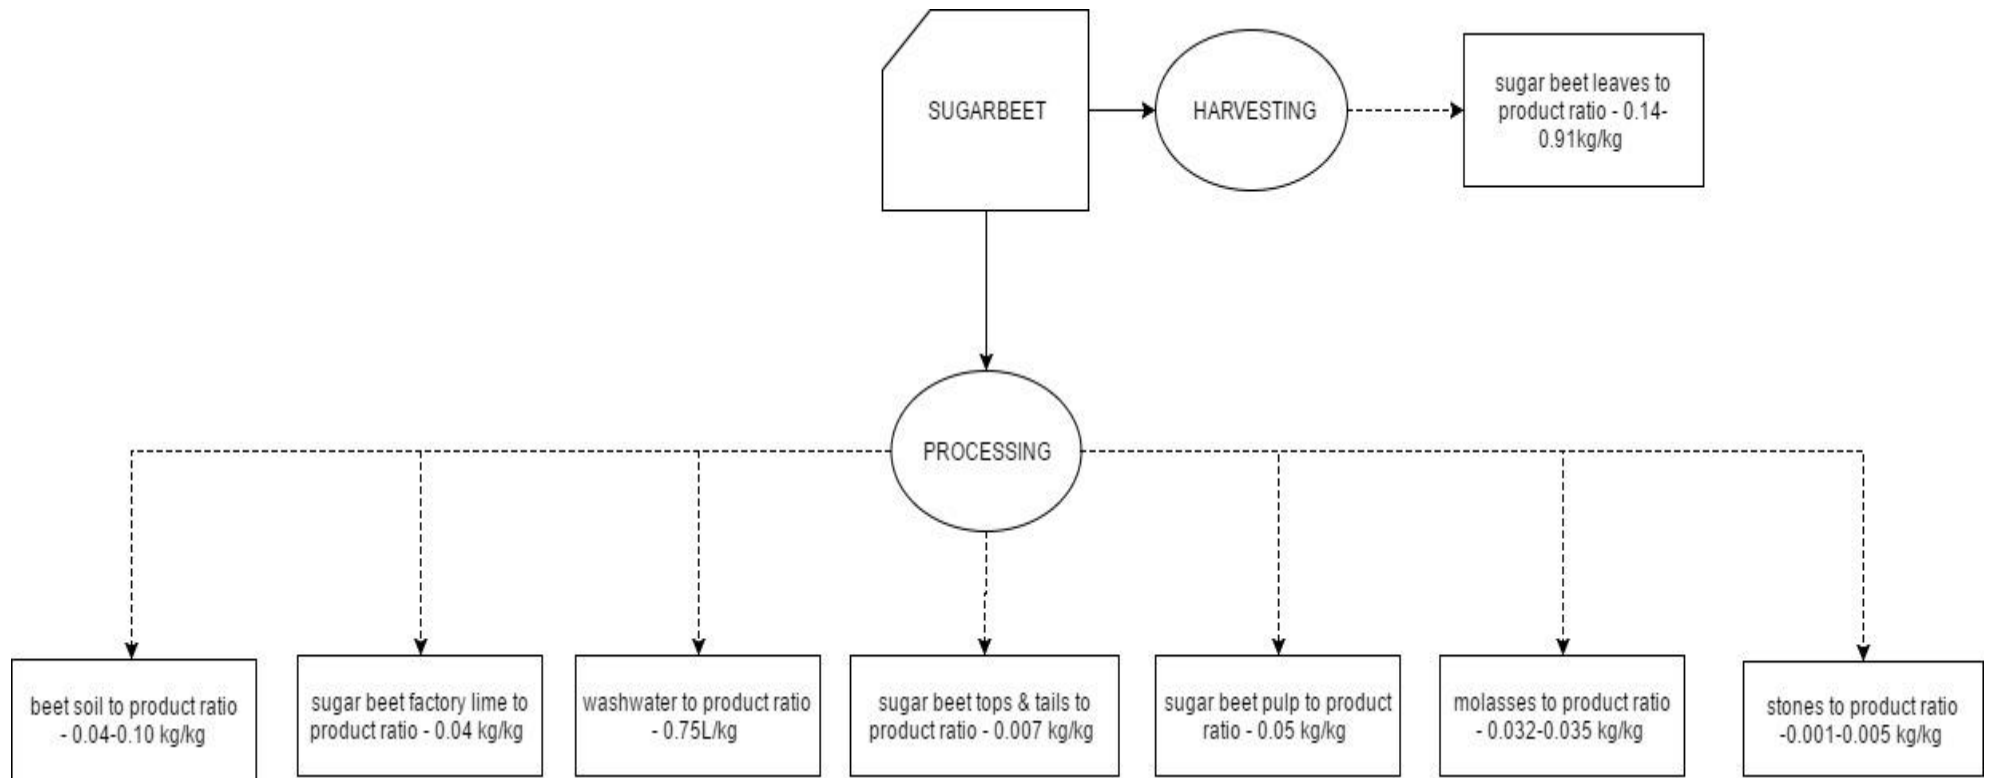 SUGARBEET
HARVESTING
sugar beet leaves to
product ratio - 0.14-
0.91kg/kg
PROCESSING
beet soil to product ratio
- 0.04-0.10 kg/kg
sugar beet factory lime to
product ratio - 0.04 kg/kg
washwater to product ratio
- 0.75L/kg
sugar beet tops & tails to
product ratio - 0.007 kg/kg
sugar beet pulp to product
ratio - 0.05 kg/kg
molasses to product ratio
- 0.032-0.035 kg/kg
stones to product ratio
-0.001-0.005 kg/kg